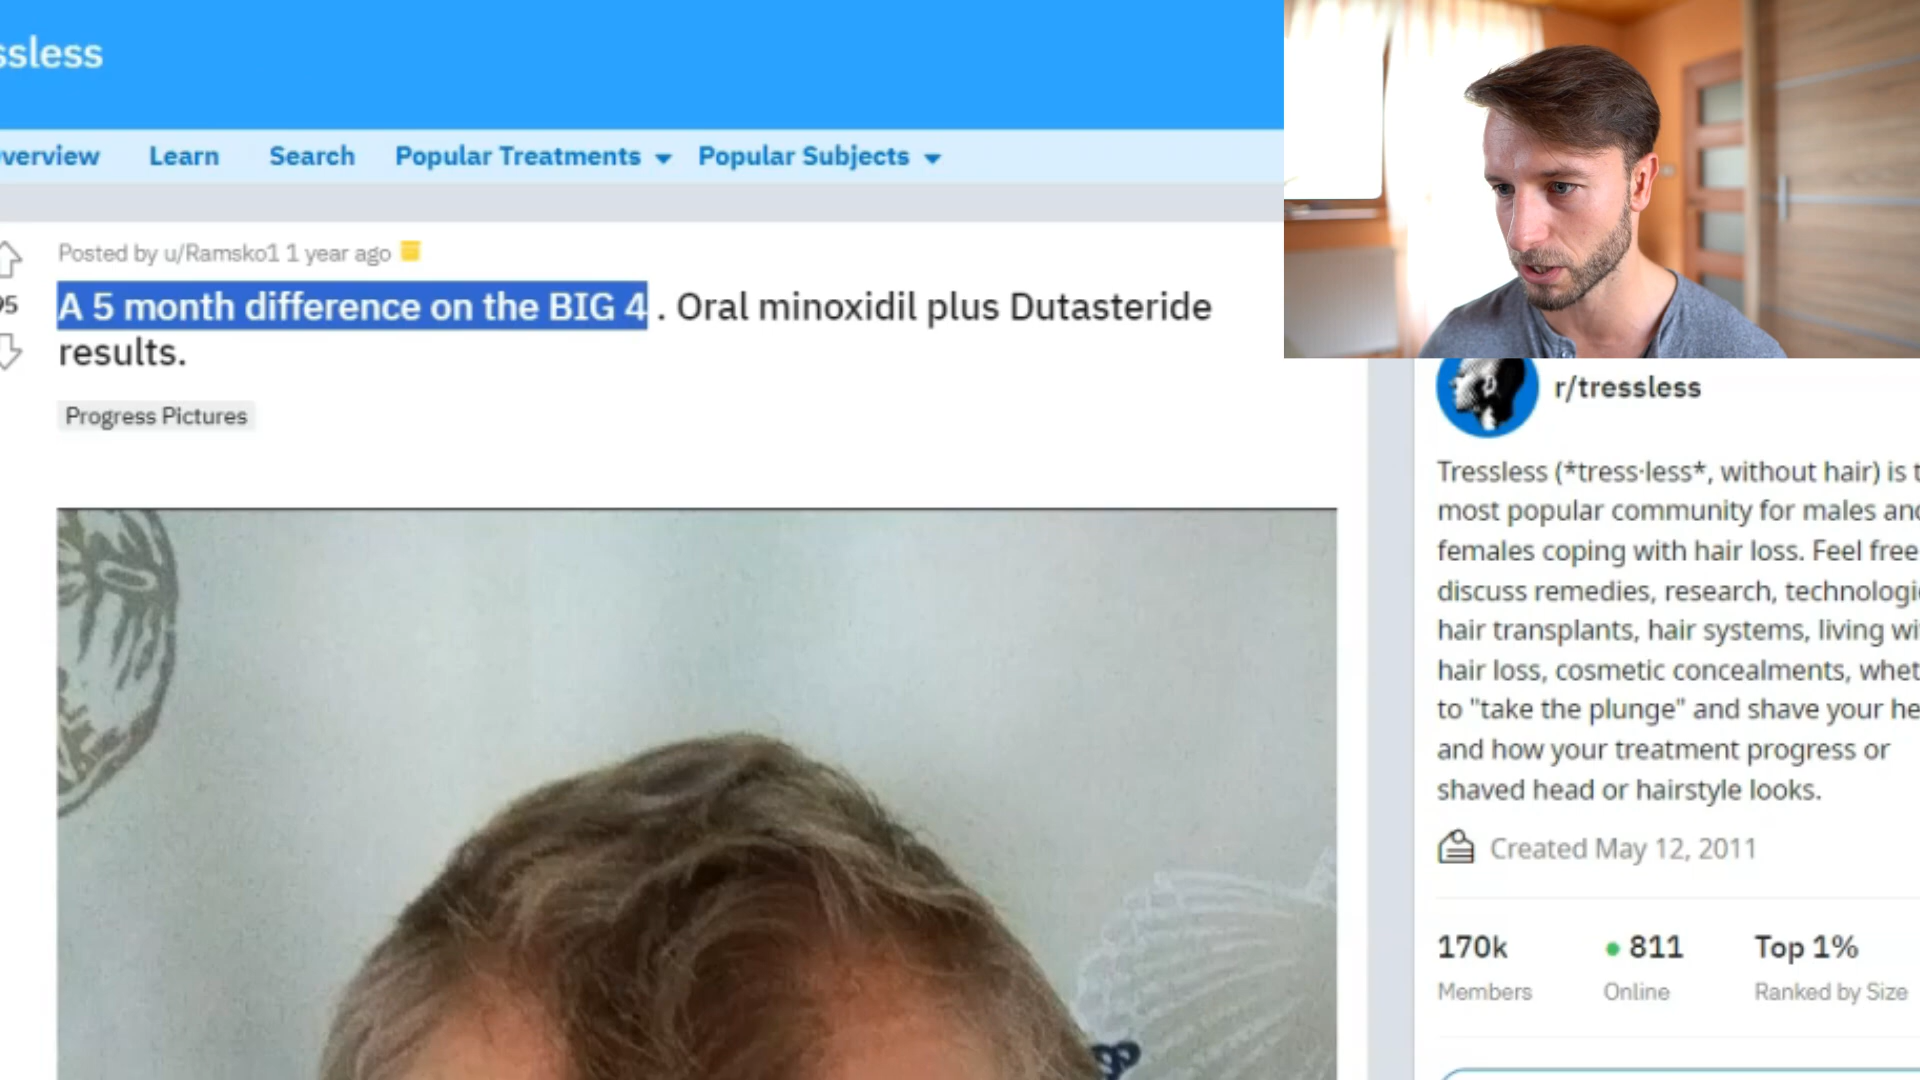 ssless
verview Learn Search Popular Treatments Popular Subjects
Posted by u/Ramsko1 1 year ago
95
A 5 month difference on the BIG 4 . Oral minoxidil plus Dutasteride
results.
Progress Pictures
r/tressless
Tressless (*tress·less*, without hair) is t
most popular community for males and
females coping with hair loss. Feel free
discuss remedies, research, technologi
hair transplants, hair systems, living wi
hair loss, cosmetic concealments, whet
to "take the plunge" and shave your he
and how your treatment progress or
shaved head or hairstyle looks.
Created May 12, 2011
170k 811 Top 1%
Members Online Ranked by Size